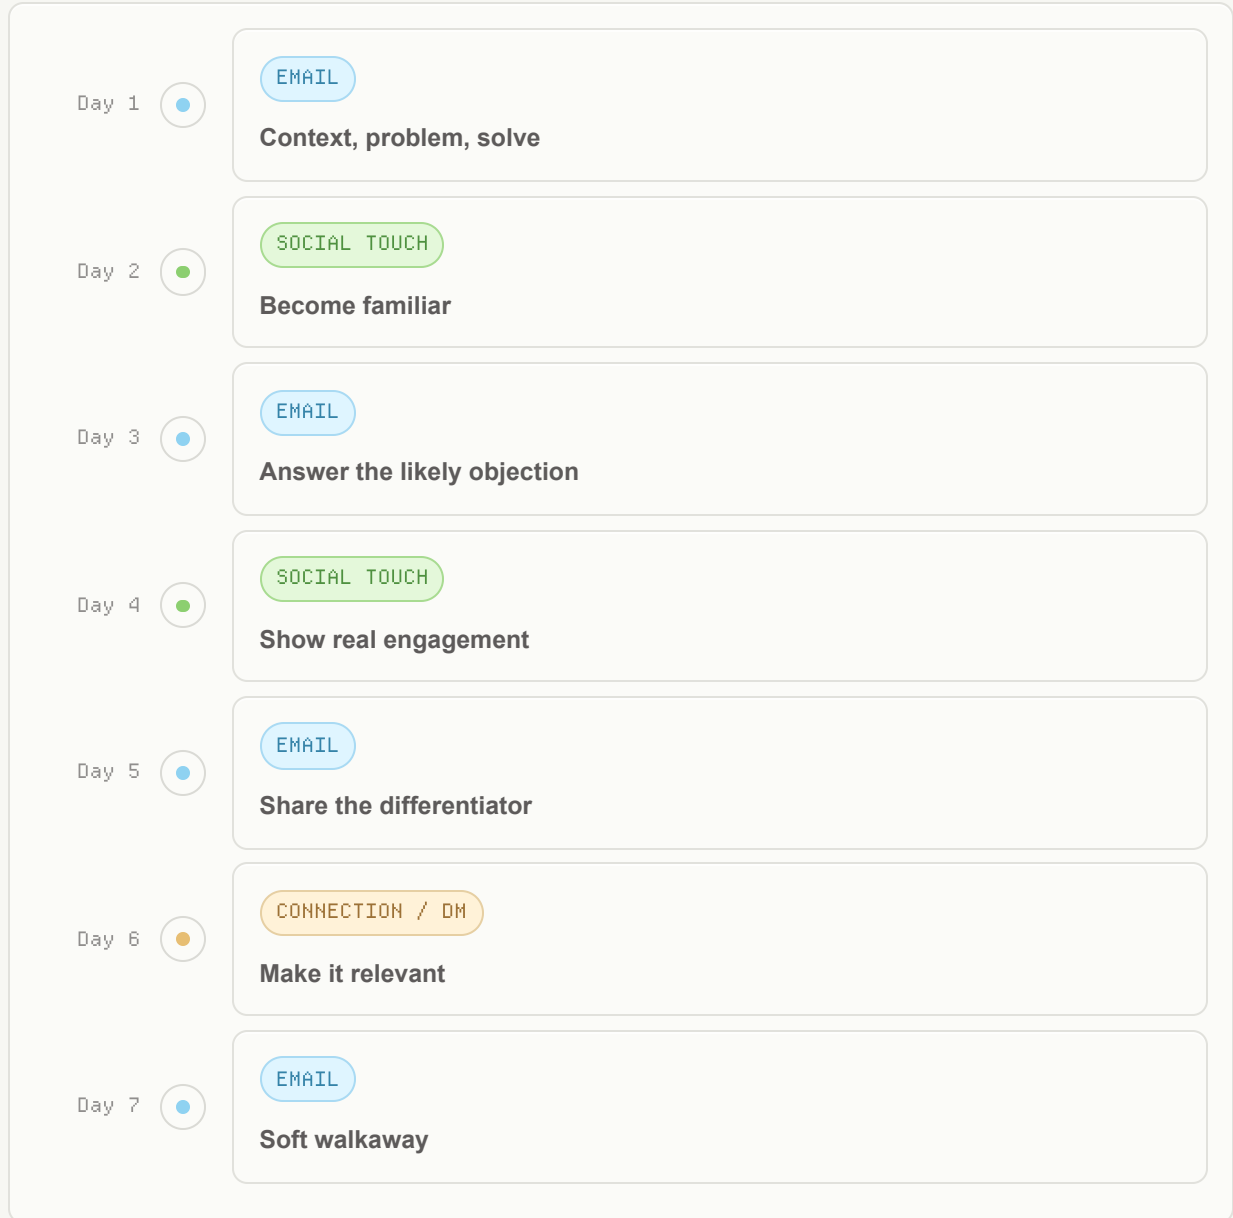 Day 1
EMAIL
Context, problem, solve
Day 2
SOCIAL TOUCH
Become familiar
Day 3
EMAIL
Answer the likely objection
Day 4
SOCIAL TOUCH
Show real engagement
Day 5
EMAIL
Share the differentiator
Day 6
CONNECTION / DM
Make it relevant
Day 7
EMAIL
Soft walkaway